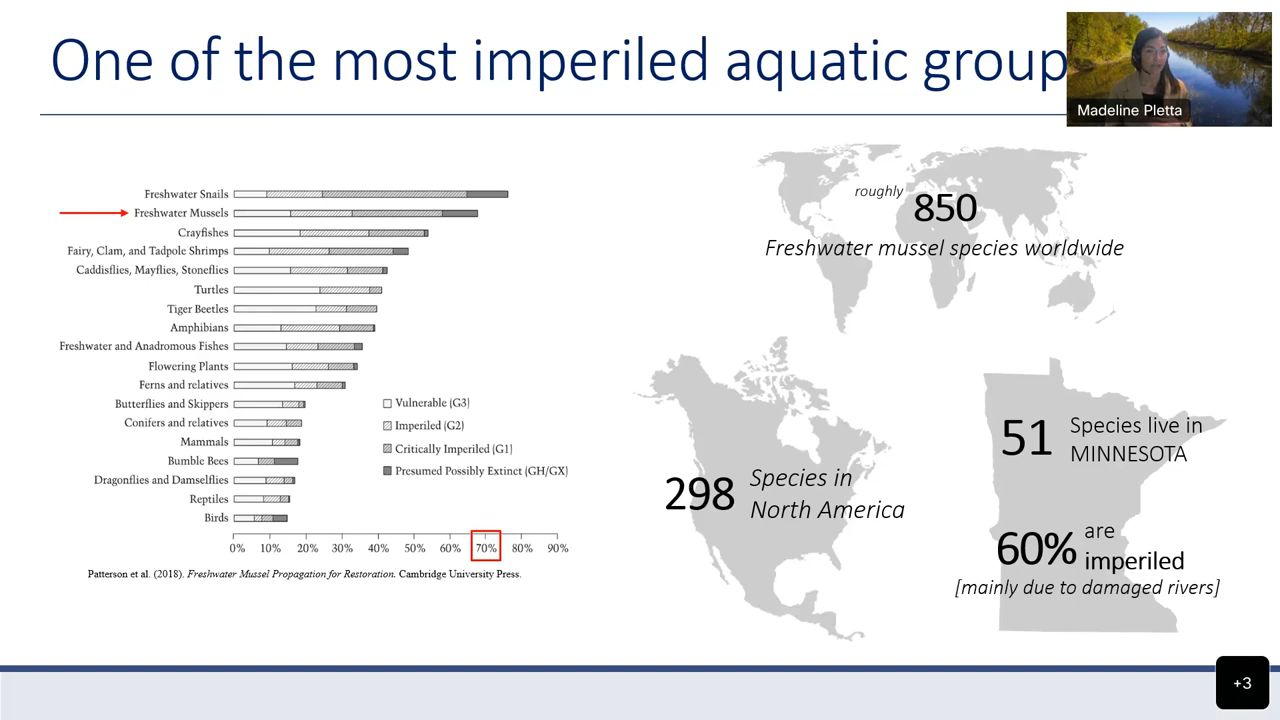 One of the most imperiled aquatic group
Madeline Pletta
Freshwater Snails
Freshwater Mussels
Crayfishes
Fairy, Clam, and Tadpole Shrimps
Caddisflies, Mayflies, Stoneflies
Turtles
Tiger Beetles
Amphibians
Freshwater and Anadromous Fishes
Flowering Plants
Ferns and relatives
Butterflies and Skippers
Conifers and relatives
Mammals
Bumble Bees
Dragonflies and Damselflies
Reptiles
Birds
Vulnerable (G3)
Imperiled (G2)
Critically Imperiled (G1)
Presumed Possibly Extinct (GH/GX)
0% 10% 20% 30% 40% 50% 60% 70% 80% 90%
Patterson et al. (2018). Freshwater Mussel Propagation for Restoration. Cambridge University Press.
roughly
850
Freshwater mussel species worldwide
298
Species in
North America
51
Species live in
MINNESOTA
60%
are
imperiled
[mainly due to damaged rivers]
+3